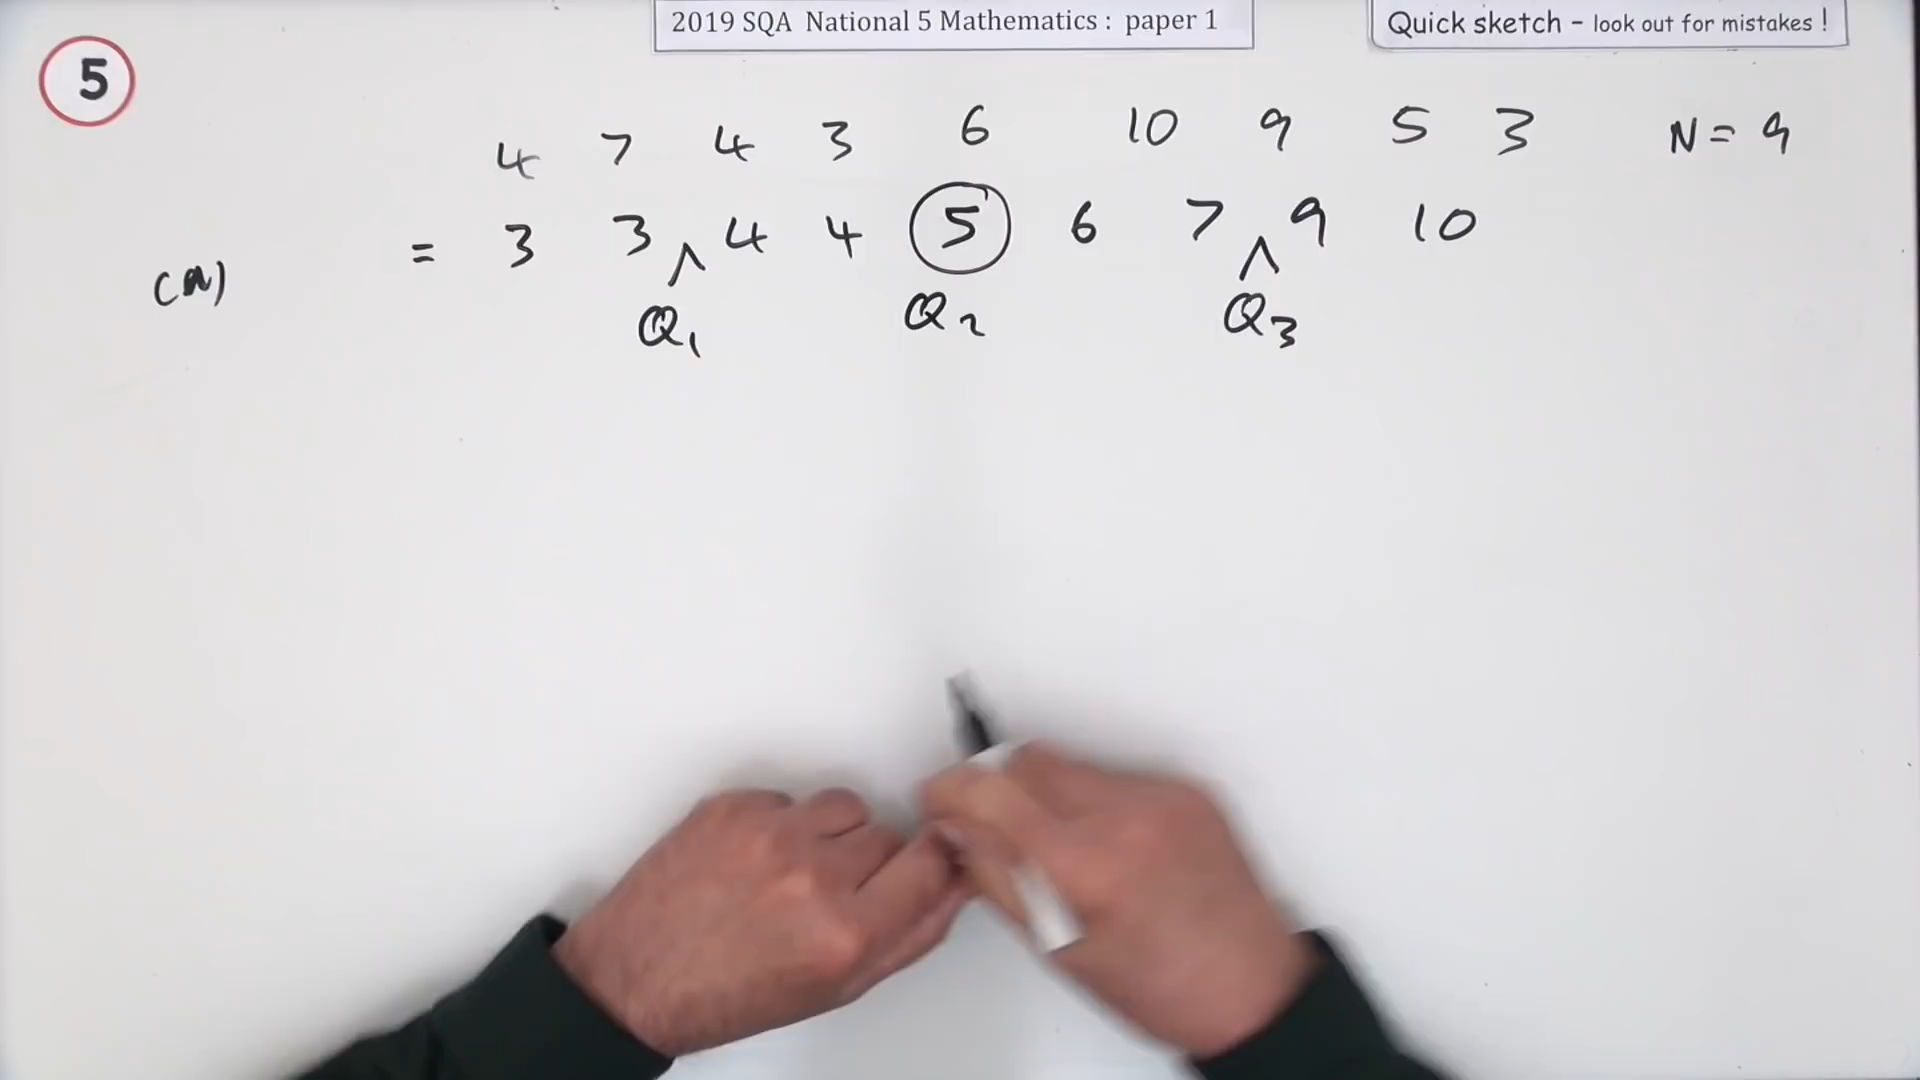 2019 SQA National 5 Mathematics : paper 1
Quick sketch – look out for mistakes !
5
4 7 4 3 6 10 9 5 3 N = 9
(a) = 3 3 ∧ 4 4 5 6 7 ∧ 9 10
Q₁ Q₂ Q₃